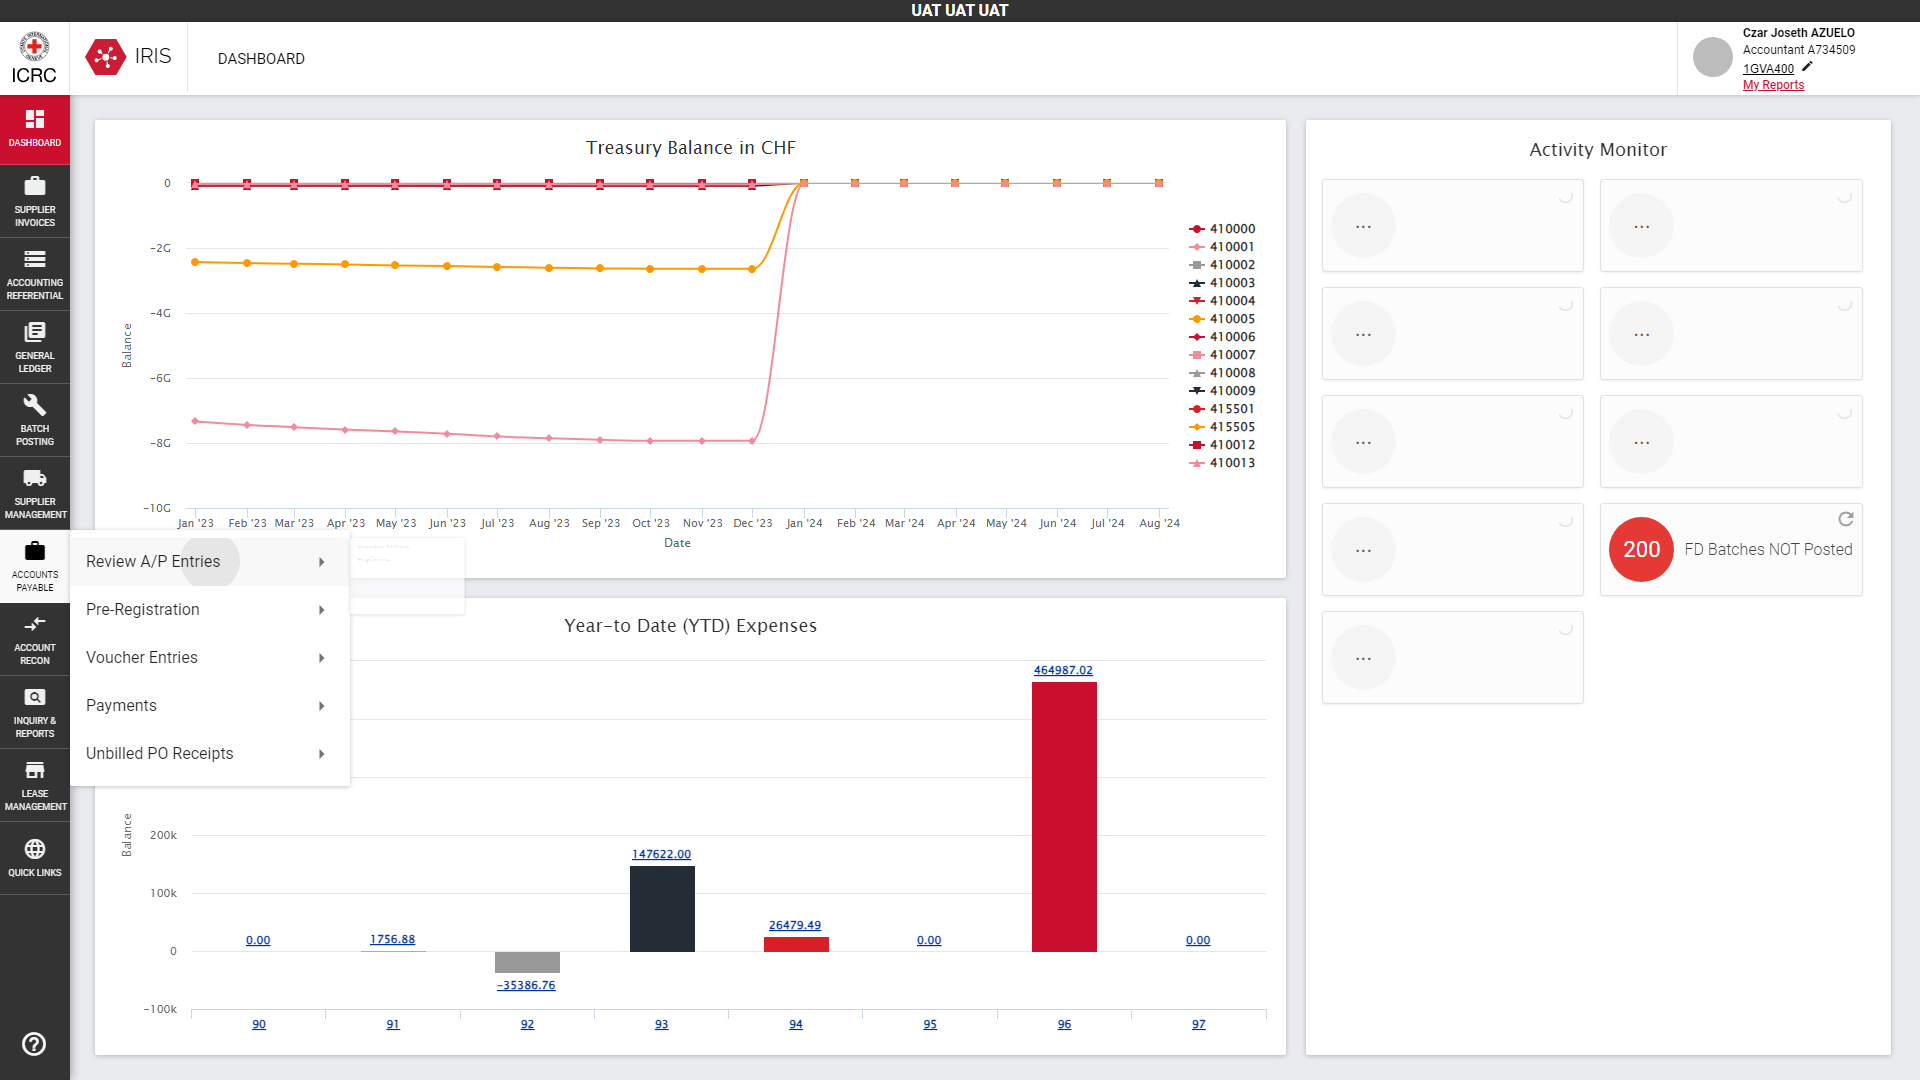 UAT UAT UAT
ICRC
IRIS
DASHBOARD
Czar Joseth AZUELO
Accountant A734509
1GVA400
My Reports
DASHBOARD
SUPPLIER
INVOICES
ACCOUNTING
REFERENTIAL
GENERAL
LEDGER
BATCH
POSTING
SUPPLIER
MANAGEMENT
ACCOUNTS
PAYABLE
ACCOUNT
RECON
INQUIRY &
REPORTS
LEASE
MANAGEMENT
QUICK LINKS
Review A/P Entries
Pre-Registration
Voucher Entries
Payments
Unbilled PO Receipts
Treasury Balance in CHF
Balance
0
-2G
-4G
-6G
-8G
-10G
Jan '23 Feb '23 Mar '23 Apr '23 May '23 Jun '23 Jul '23 Aug '23 Sep '23 Oct '23 Nov '23 Dec '23 Jan '24 Feb '24 Mar '24 Apr '24 May '24 Jun '24 Jul '24 Aug '24
Date
410000
410001
410002
410003
410004
410005
410006
410007
410008
410009
415501
415505
410012
410013
Year-to Date (YTD) Expenses
Balance
200k
100k
0
-100k
0.00
1756.88
-35386.76
147622.00
26479.49
0.00
464987.02
0.00
90 91 92 93 94 95 96 97
Activity Monitor
... ...
... ...
... ...
...
200 FD Batches NOT Posted
...